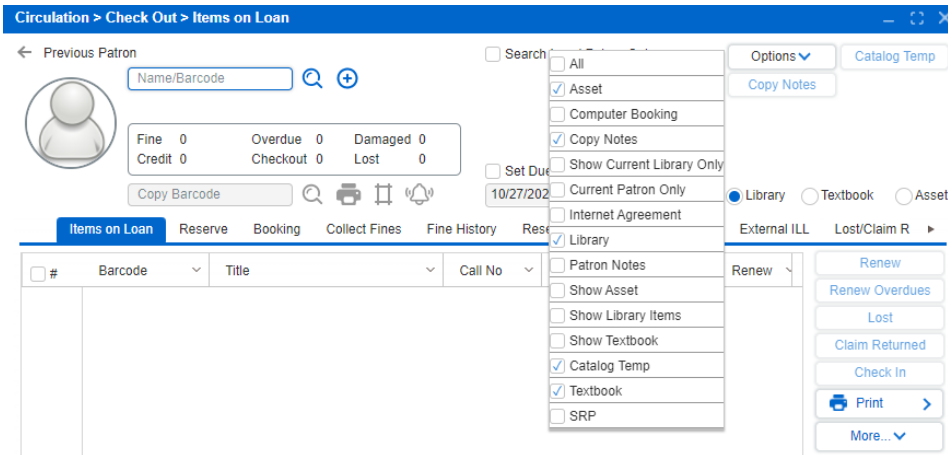 Circulation > Check Out > Items on Loan
Previous Patron
Name/Barcode
Fine 0 Overdue 0 Damaged 0
Credit 0 Checkout 0 Lost 0
Copy Barcode
Search
Set Due
10/27/202
All
Asset
Computer Booking
Copy Notes
Show Current Library Only
Current Patron Only
Internet Agreement
Library
Patron Notes
Show Asset
Show Library Items
Show Textbook
Catalog Temp
Textbook
SRP
Options
Catalog Temp
Copy Notes
Library Textbook Asset
Items on Loan Reserve Booking Collect Fines Fine History Rese External ILL Lost/Claim R
# Barcode Title Call No Renew
Renew
Renew Overdues
Lost
Claim Returned
Check In
Print
More...